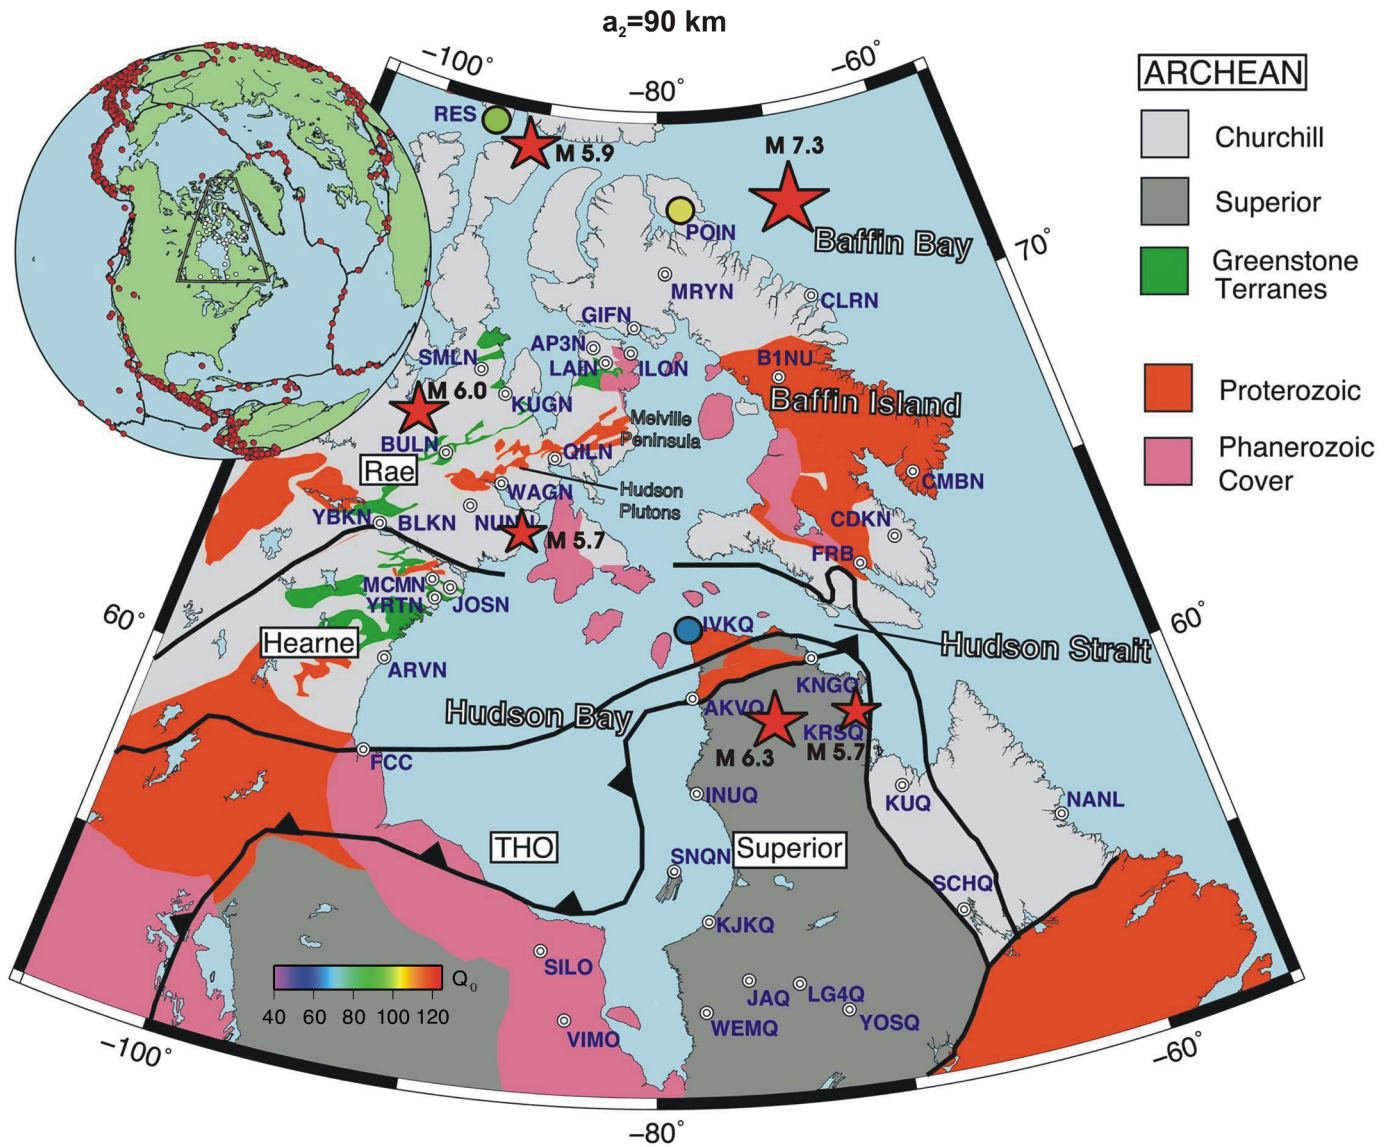 a₂=90 km
−100°
−80°
−60°
ARCHEAN
Churchill
Superior
Greenstone
Terranes
Proterozoic
Phanerozoic
Cover
RES
M 5.9
M 7.3
POIN
Baffin Bay
70°
MRYN
CLRN
GIFN
AP3N
SMLN
LAIN
ILON
B1NU
M 6.0
KUGN
Baffin Island
Melville
Peninsula
BULN
QILN
Rae
WAGN
Hudson
Plutons
CMBN
YBKN
BLKN
CDKN
M 5.7
FRB
MCMN
YRTN
JOSN
60°
60°
IVKQ
Hearne
Hudson Strait
ARVN
KNGQ
Hudson Bay
AKVQ
KRSQ
M 6.3
M 5.7
FCC
INUQ
KUQ
NANL
THO
SNQN
Superior
SCHQ
KJKQ
SILO
Q₀
40 60 80 100 120
JAQ
LG4Q
WEMQ
YOSQ
VIMO
−100°
−80°
−60°